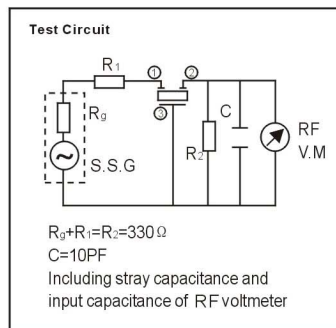 Test Circuit
R1
① ②
Rg
③
C
RF
R2
V.M
S.S.G
Rg+R1=R2=330Ω
C=10PF
Including stray capacitance and
input capacitance of RF voltmeter